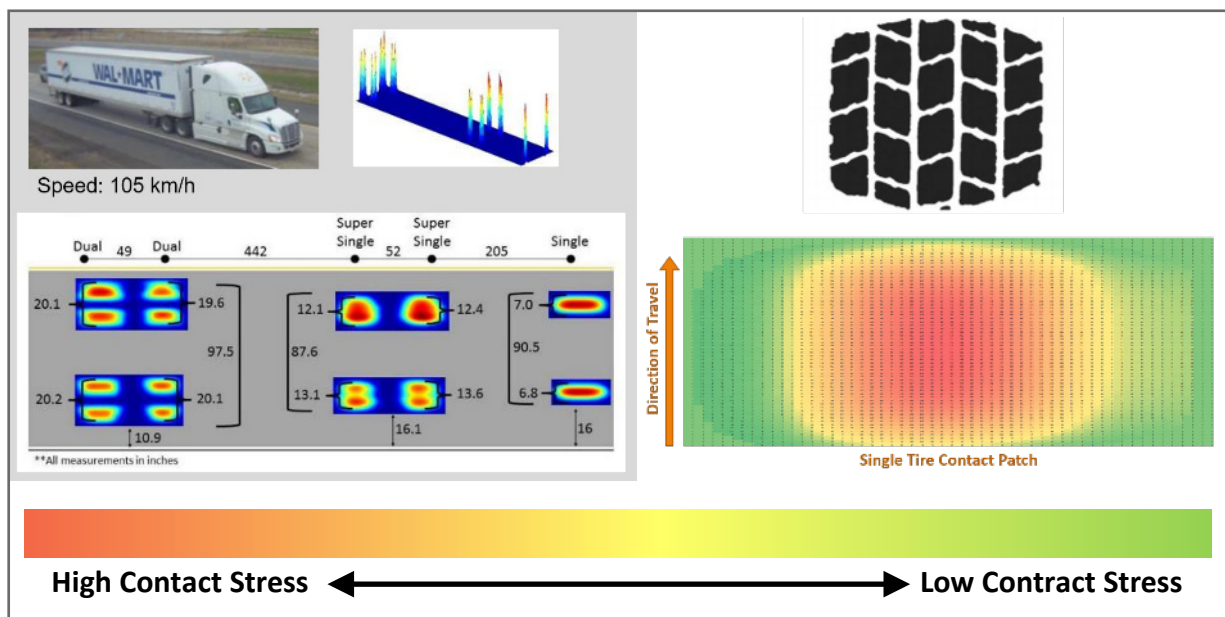 WAL-MART
Speed: 105 km/h
Super Single
Super Single
Dual 49 Dual 442 52 205 Single
20.1 19.6 12.1 12.4 7.0
97.5 87.6 90.5
20.2 20.1 13.1 13.6 6.8
10.9 16.1 16
**All measurements in inches
Direction of Travel
Single Tire Contact Patch
High Contact Stress Low Contract Stress